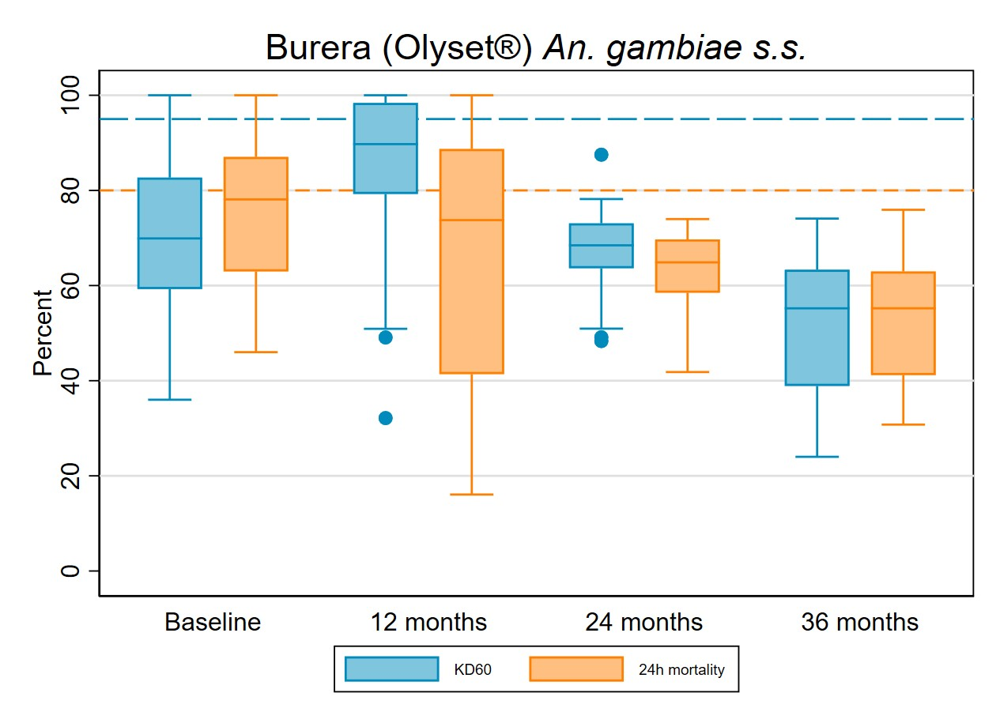 Burera (Olyset®) An. gambiae s.s.
Percent
100
80
60
40
20
0
Baseline 12 months 24 months 36 months
KD60 24h mortality